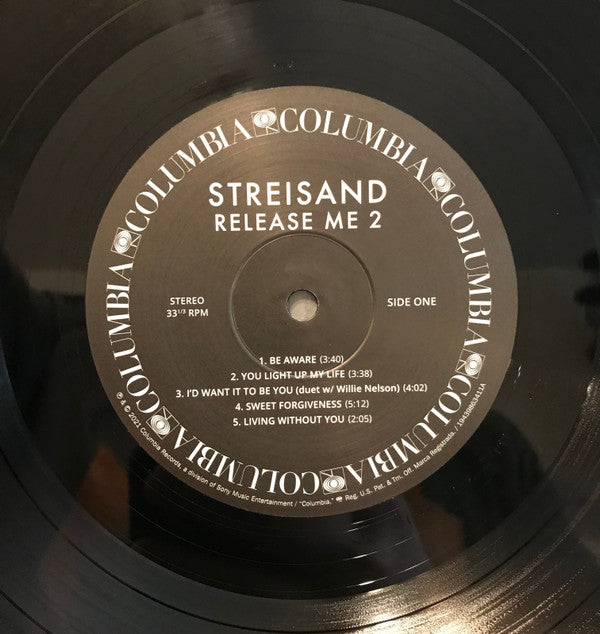 COLUMBIA COLUMBIA COLUMBIA COLUMBIA COLUMBIA COLUMBIA
STREISAND
RELEASE ME 2
STEREO
33 1/3 RPM
SIDE ONE
1. BE AWARE (3:40)
2. YOU LIGHT UP MY LIFE (3:38)
3. I'D WANT IT TO BE YOU (duet w/ Willie Nelson) (4:02)
4. SWEET FORGIVENESS (5:12)
5. LIVING WITHOUT YOU (2:05)
℗ & © 2021 Columbia Records, a division of Sony Music Entertainment / "Columbia," Reg. U.S. Pat. & Tm. Off. Marca Registrada. / 19439803411A